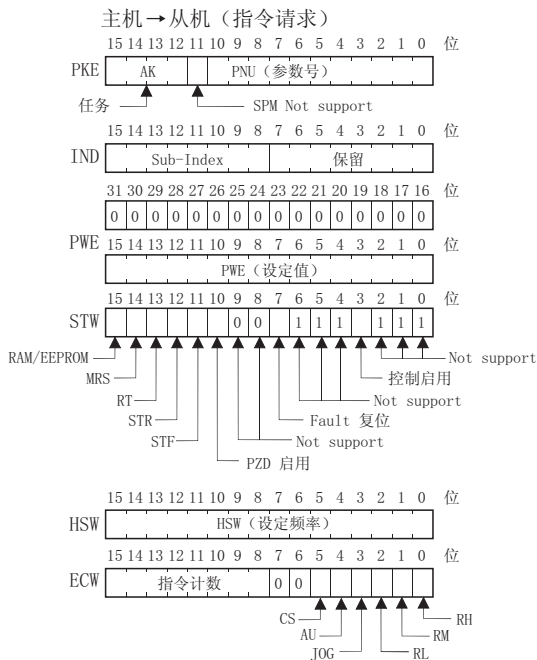 主机→从机（指令请求）
15 14 13 12 11 10 9 8 7 6 5 4 3 2 1 0 位
PKE AK PNU（参数号）
任务 SPM Not support
15 14 13 12 11 10 9 8 7 6 5 4 3 2 1 0 位
IND Sub-Index 保留
31 30 29 28 27 26 25 24 23 22 21 20 19 18 17 16 位
0 0 0 0 0 0 0 0 0 0 0 0 0 0 0 0
PWE 15 14 13 12 11 10 9 8 7 6 5 4 3 2 1 0 位
PWE（设定值）
15 14 13 12 11 10 9 8 7 6 5 4 3 2 1 0 位
STW 0 0 1 1 1 1 1 1
RAM/EEPROM Not support
MRS 控制启用
RT Not support
STR Fault 复位
STF Not support
PZD 启用
15 14 13 12 11 10 9 8 7 6 5 4 3 2 1 0 位
HSW HSW（设定频率）
15 14 13 12 11 10 9 8 7 6 5 4 3 2 1 0 位
ECW 指令计数 0 0
CS RH
AU RM
JOG RL